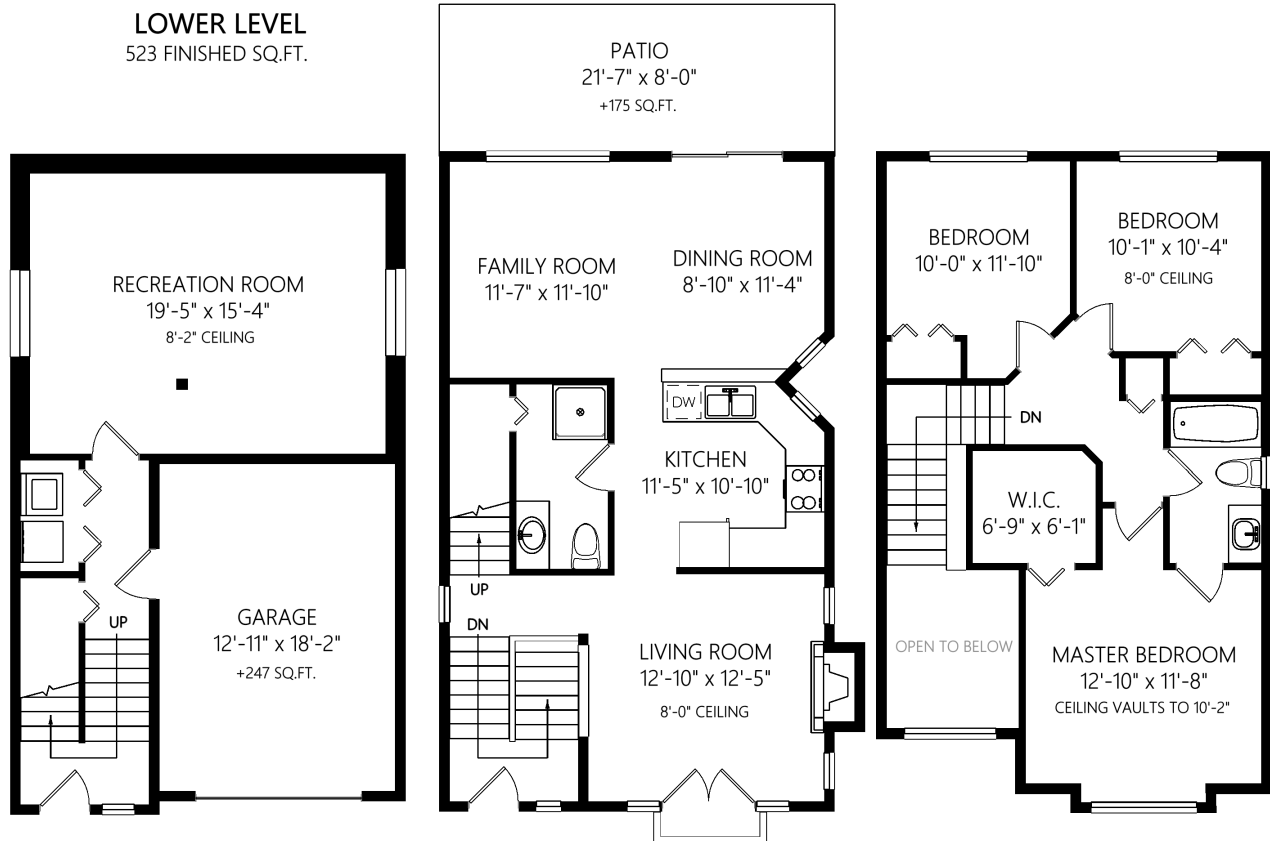 LOWER LEVEL
523 FINISHED SQ.FT.
RECREATION ROOM
19'-5" x 15'-4"
8'-2" CEILING
UP
GARAGE
12'-11" x 18'-2"
+247 SQ.FT.
PATIO
21'-7" x 8'-0"
+175 SQ.FT.
FAMILY ROOM
11'-7" x 11'-10"
DINING ROOM
8'-10" x 11'-4"
DW
KITCHEN
11'-5" x 10'-10"
UP
DN
LIVING ROOM
12'-10" x 12'-5"
8'-0" CEILING
BEDROOM
10'-0" x 11'-10"
BEDROOM
10'-1" x 10'-4"
8'-0" CEILING
DN
W.I.C.
6'-9" x 6'-1"
OPEN TO BELOW
MASTER BEDROOM
12'-10" x 11'-8"
CEILING VAULTS TO 10'-2"